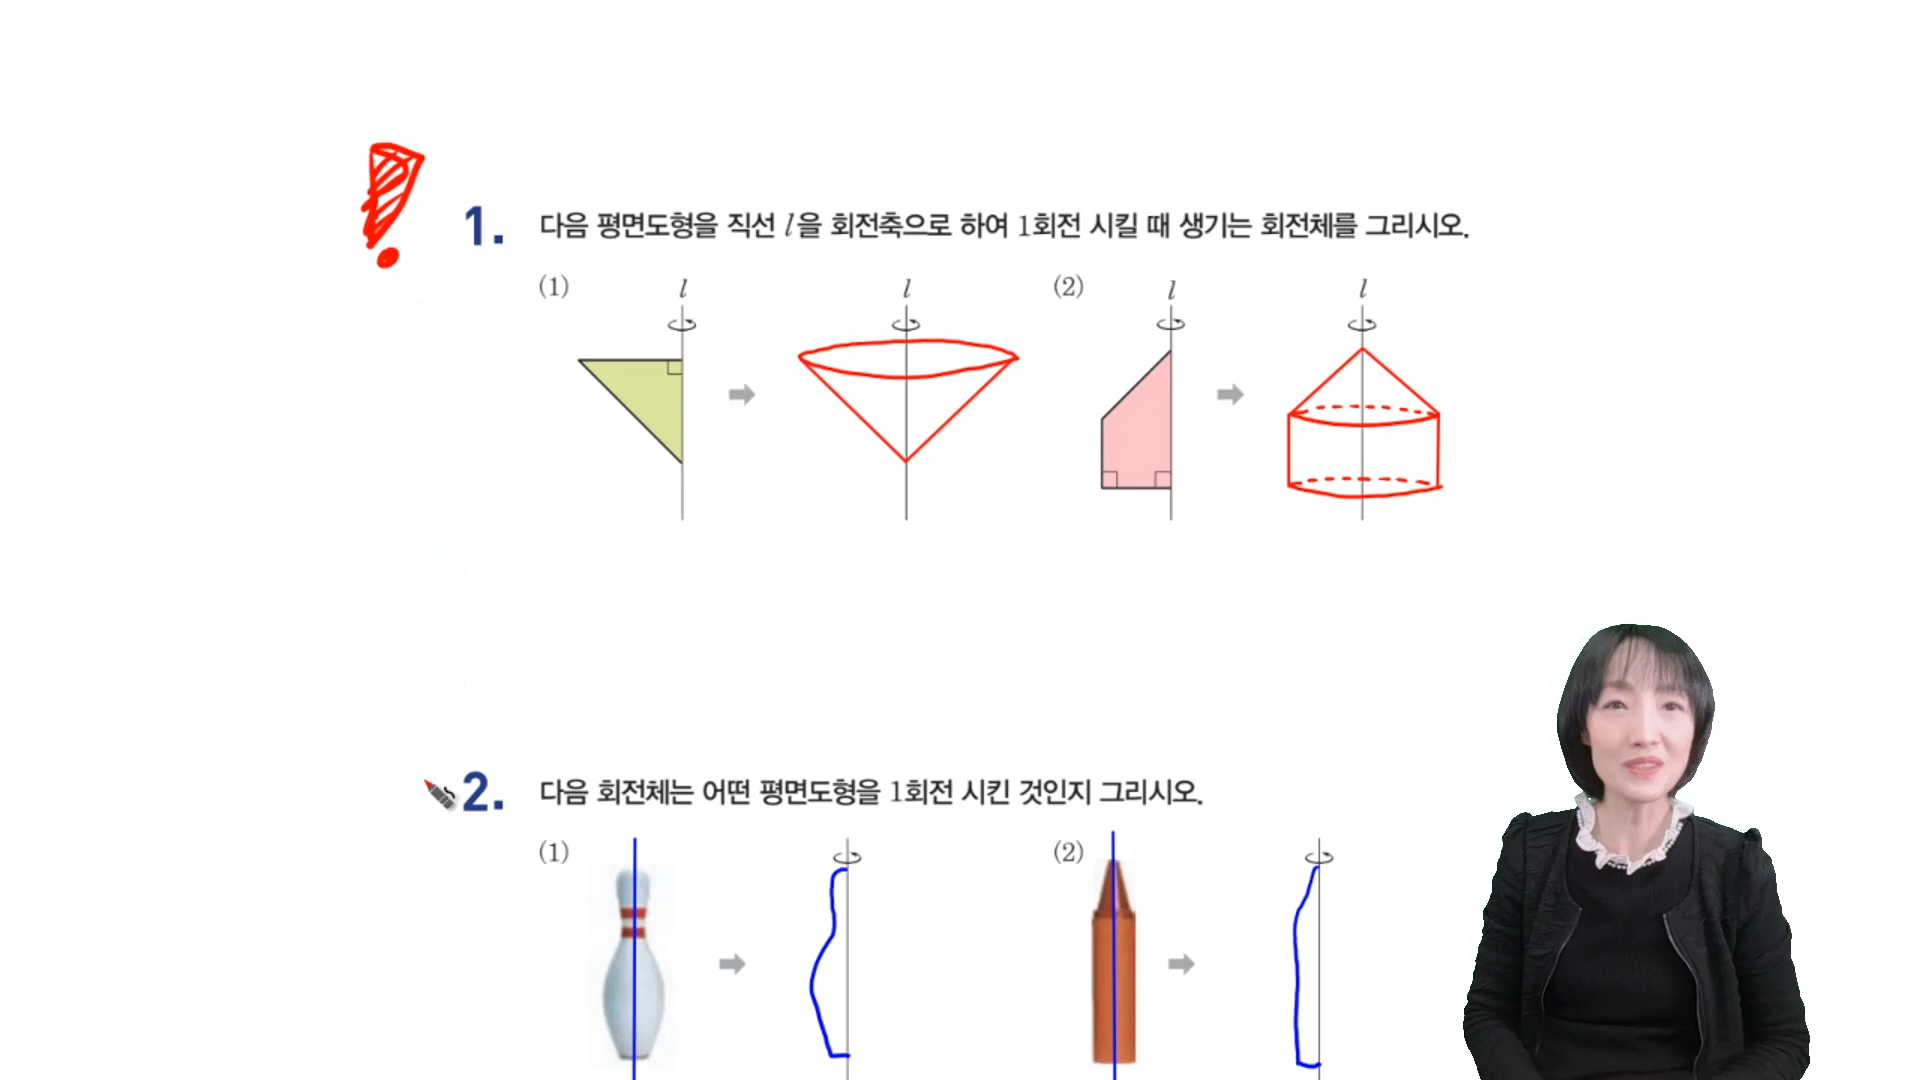 1. 다음 평면도형을 직선 l을 회전축으로 하여 1회전 시킬 때 생기는 회전체를 그리시오.
(1) l l (2) l l
2. 다음 회전체는 어떤 평면도형을 1회전 시킨 것인지 그리시오.
(1) (2)